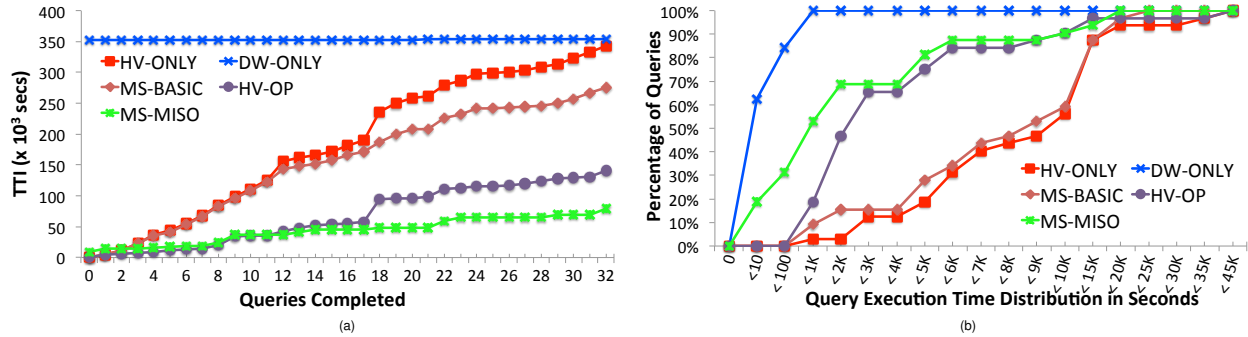 400
350
300
250
200
150
100
50
0
TTI (x 10³ secs)
HV-ONLY DW-ONLY
MS-BASIC HV-OP
MS-MISO
0 2 4 6 8 10 12 14 16 18 20 22 24 26 28 30 32
Queries Completed
(a)
100%
90%
80%
70%
60%
50%
40%
30%
20%
10%
0%
Percentage of Queries
HV-ONLY DW-ONLY
MS-BASIC HV-OP
MS-MISO
0 <10 <100 < 1K < 2K < 3K < 4K < 5K < 6K < 7K < 8K < 9K < 10K < 15K < 20K < 25K < 30K < 35K < 45K
Query Execution Time Distribution in Seconds
(b)